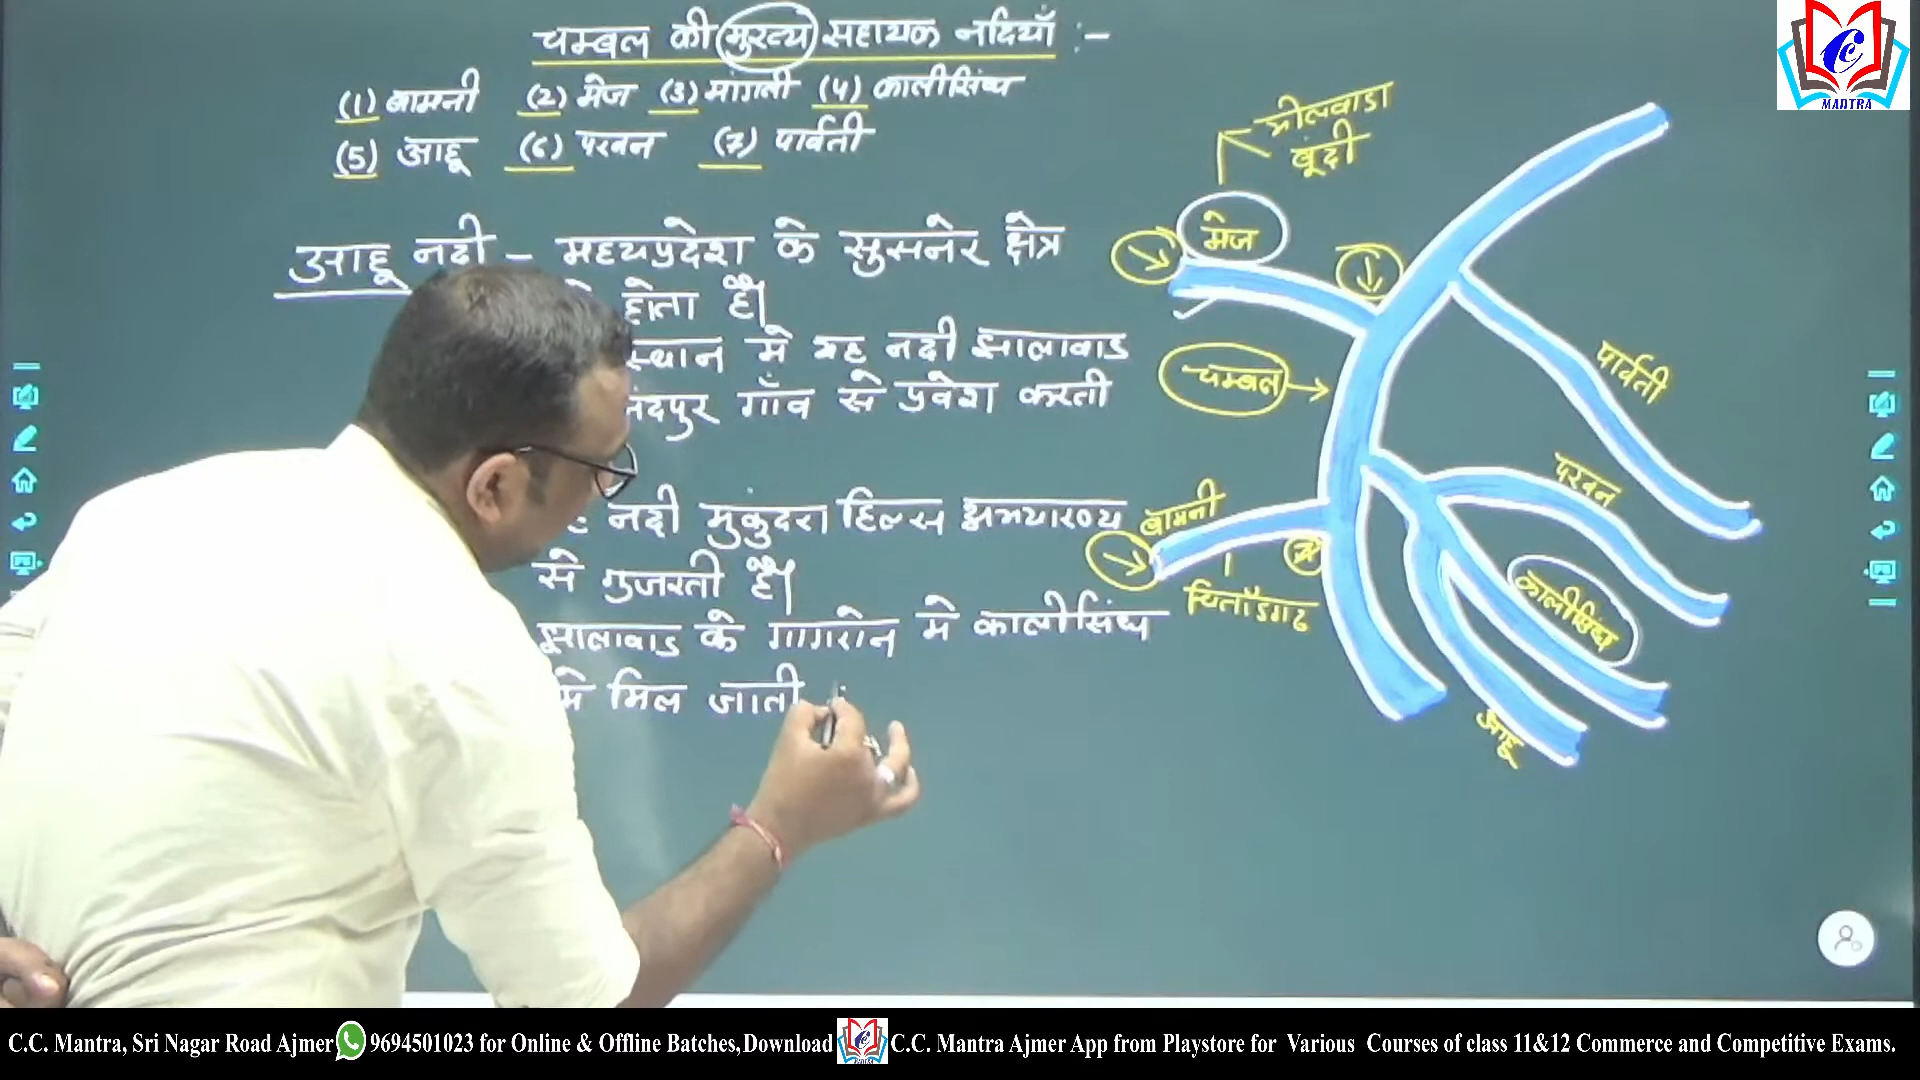 चम्बल की मुख्य सहायक नदियाँ :-
(1) बामनी (2) मेज (3) मांगली (4) कालीसिंध
(5) आहू (6) परवन (7) पार्वती
आहू नदी - मध्यप्रदेश के सुसनेर क्षेत्र
होता है।
स्थान मे यह नदी झालावाड
नंदपुर गाँव से प्रवेश करती
नदी मुकुंदरा हिल्स अभयारण्य
से गुजरती है।
झालावाड के गागरोन मे कालीसिंध
मे मिल जाती
भीलवाडा
बूंदी
मेज
चम्बल
पार्वती
परवन
बामनी
चितौडगढ
कालीसिंध
आहू
C
MANTRA
C.C. Mantra, Sri Nagar Road Ajmer 9694501023 for Online & Offline Batches, Download C.C. Mantra Ajmer App from Playstore for Various Courses of class 11&12 Commerce and Competitive Exams.